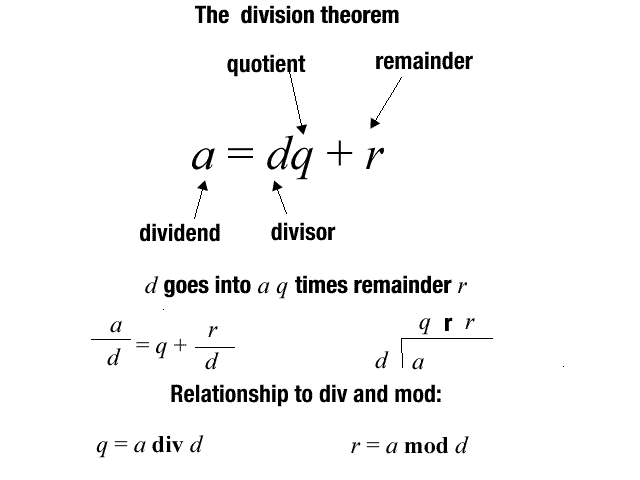 The division theorem
quotient
remainder
a = dq + r
dividend
divisor
d goes into a q times remainder r
a
d
= q +
r
d
q r r
d
a
Relationship to div and mod:
q = a div d
r = a mod d